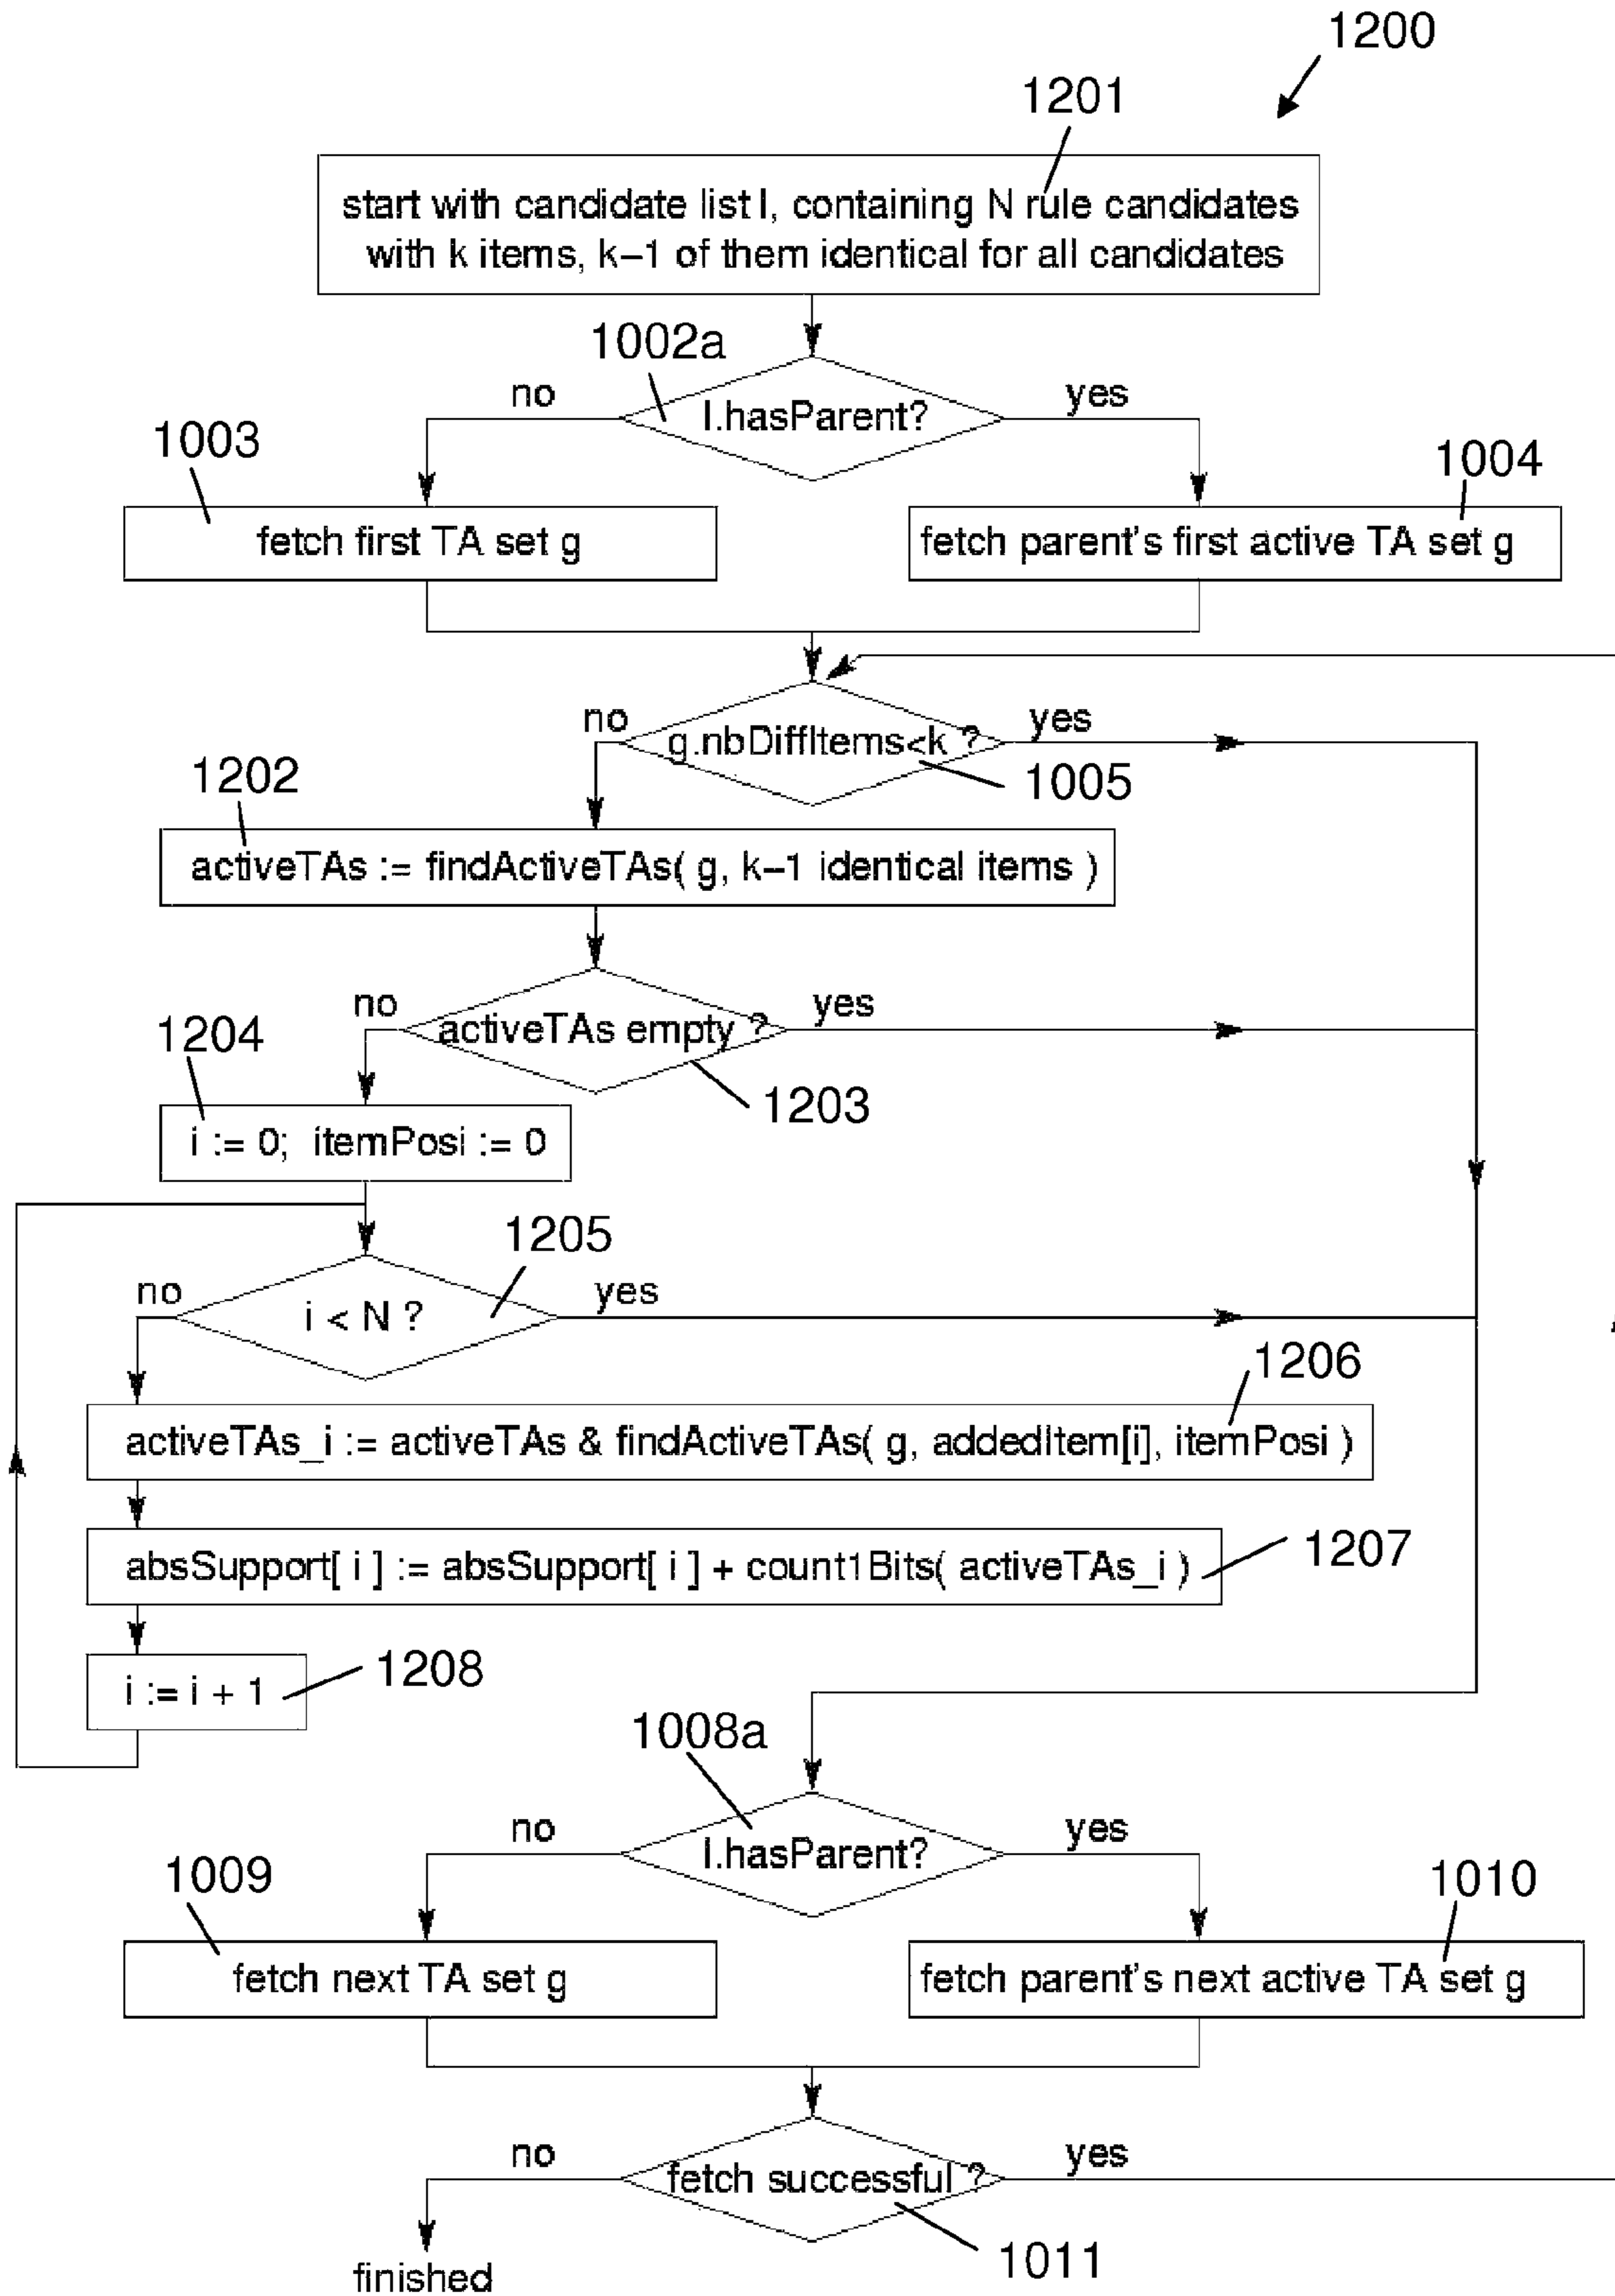 1200
1201
start with candidate list l, containing N rule candidates
with k items, k–1 of them identical for all candidates
1002a
no
l.hasParent?
yes
1003
1004
fetch first TA set g
fetch parent's first active TA set g
no
g.nbDiffItems<k ?
yes
1005
1202
activeTAs := findActiveTAs( g, k–1 identical items )
no
activeTAs empty ?
yes
1204
1203
i := 0; itemPosi := 0
1205
no
i < N ?
yes
1206
activeTAs_i := activeTAs & findActiveTAs( g, addedItem[i], itemPosi )
absSupport[ i ] := absSupport[ i ] + count1Bits( activeTAs_i )
1207
i := i + 1
1208
1008a
no
l.hasParent?
yes
1009
1010
fetch next TA set g
fetch parent's next active TA set g
no
fetch successful ?
yes
1011
finished